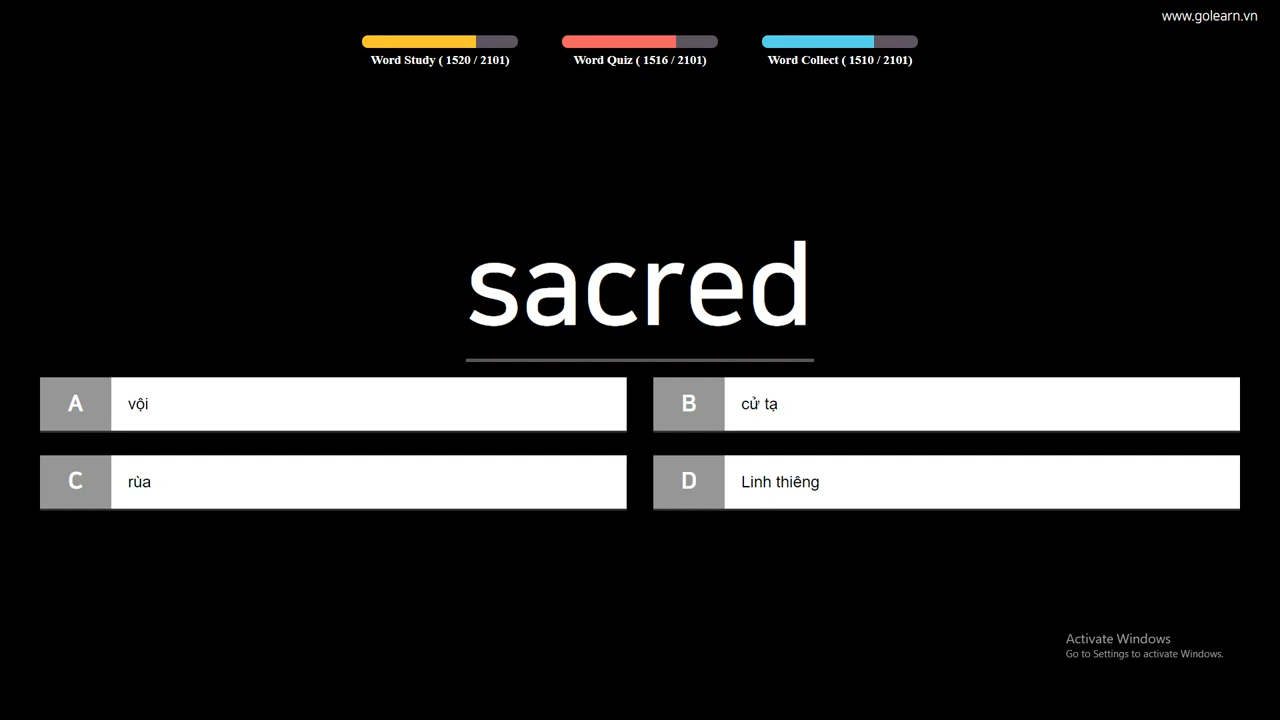 www.golearn.vn
Word Study ( 1520 / 2101) Word Quiz ( 1516 / 2101) Word Collect ( 1510 / 2101)
sacred
A vội B cử tạ
C rùa D Linh thiêng
Activate Windows
Go to Settings to activate Windows.